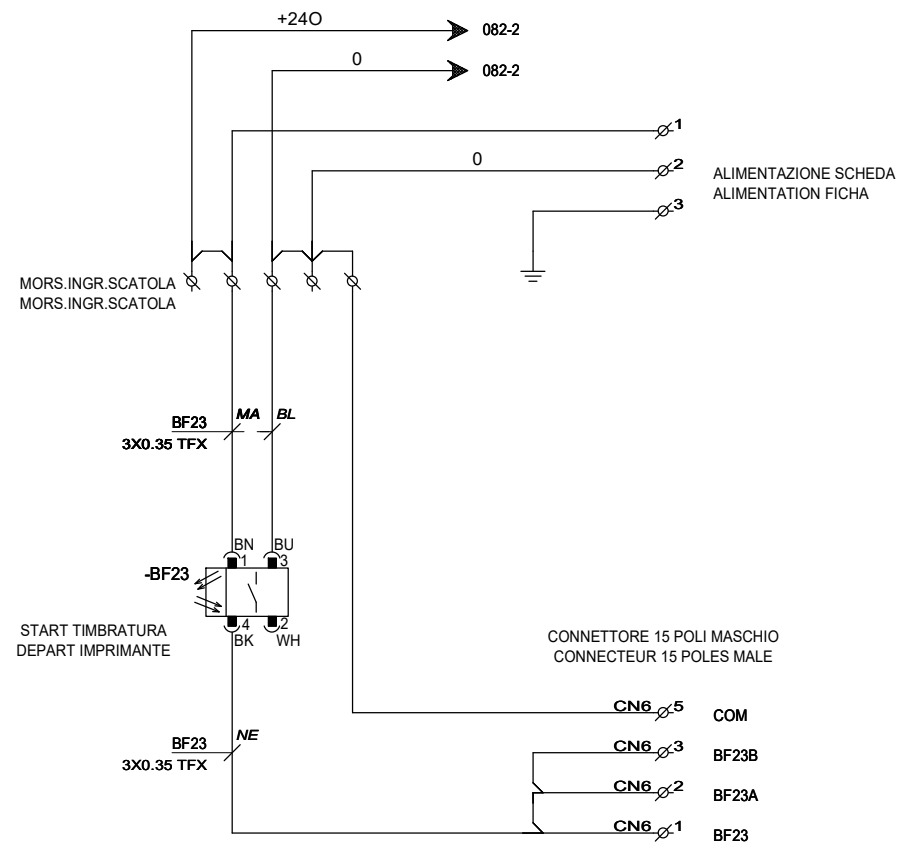 +24O
082-2
0
082-2
1
0
2
ALIMENTAZIONE SCHEDA
ALIMENTATION FICHA
3
MORS.INGR.SCATOLA
MORS.INGR.SCATOLA
MA BL
BF23
3X0.35 TFX
BN BU
1 3
-BF23
4 2
BK WH
START TIMBRATURA
DEPART IMPRIMANTE
CONNETTORE 15 POLI MASCHIO
CONNECTEUR 15 POLES MALE
CN6 5 COM
NE
BF23
3X0.35 TFX
CN6 3 BF23B
CN6 2 BF23A
CN6 1 BF23